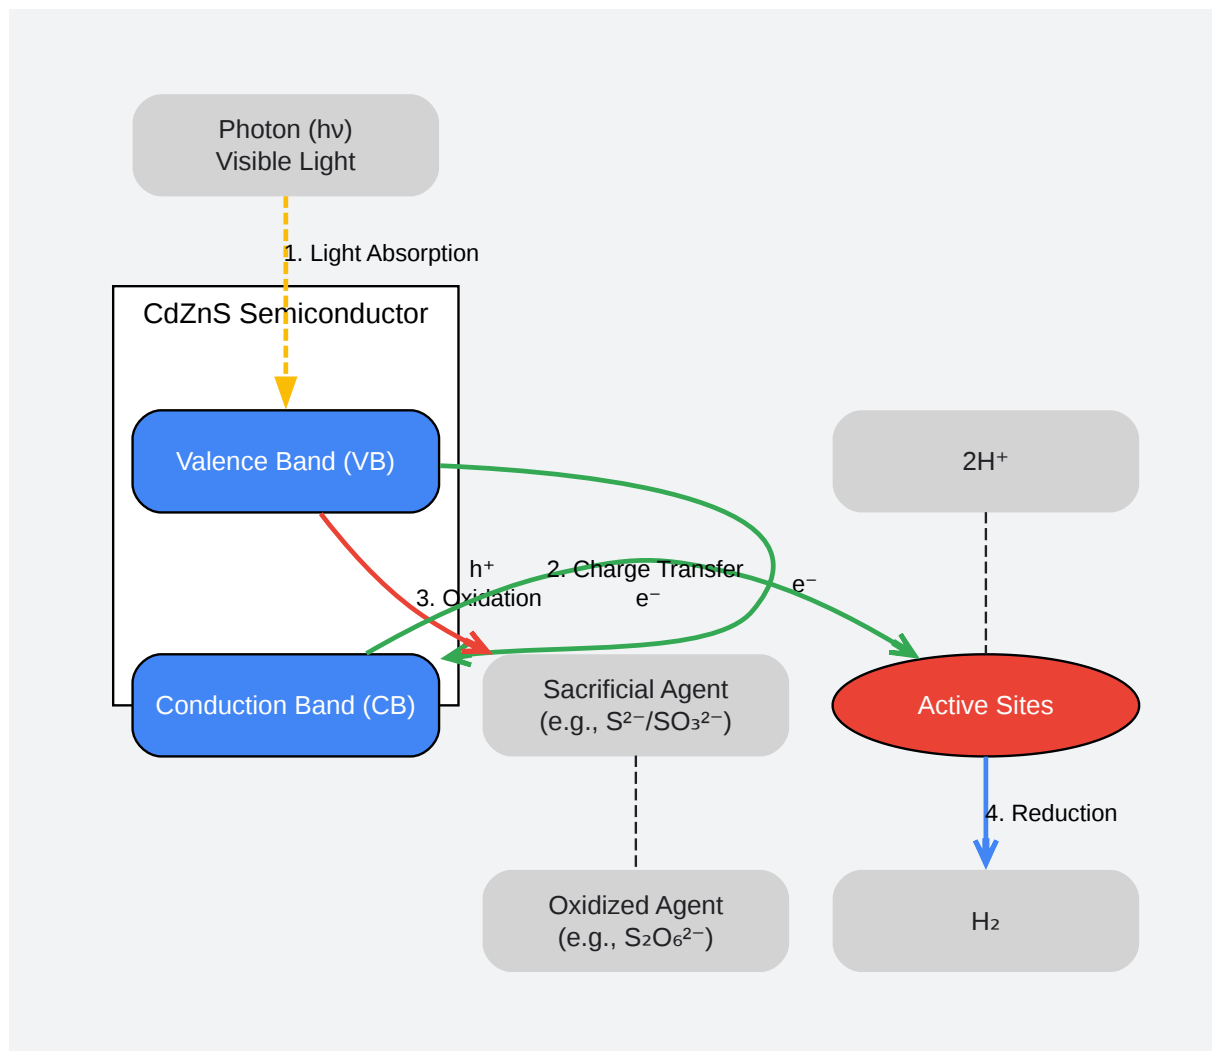 Photon (hν)
Visible Light
1. Light Absorption
CdZnS Semiconductor
Valence Band (VB)
2H⁺
h⁺
3. Oxidation
2. Charge Transfer
e⁻
e⁻
Conduction Band (CB)
Sacrificial Agent
(e.g., S²⁻/SO₃²⁻)
Active Sites
4. Reduction
Oxidized Agent
(e.g., S₂O₆²⁻)
H₂